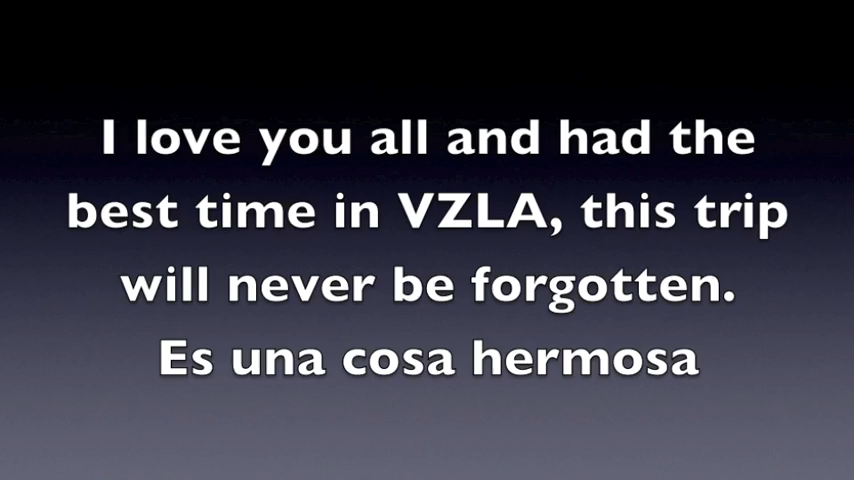 I love you all and had the
best time in VZLA, this trip
will never be forgotten.
Es una cosa hermosa